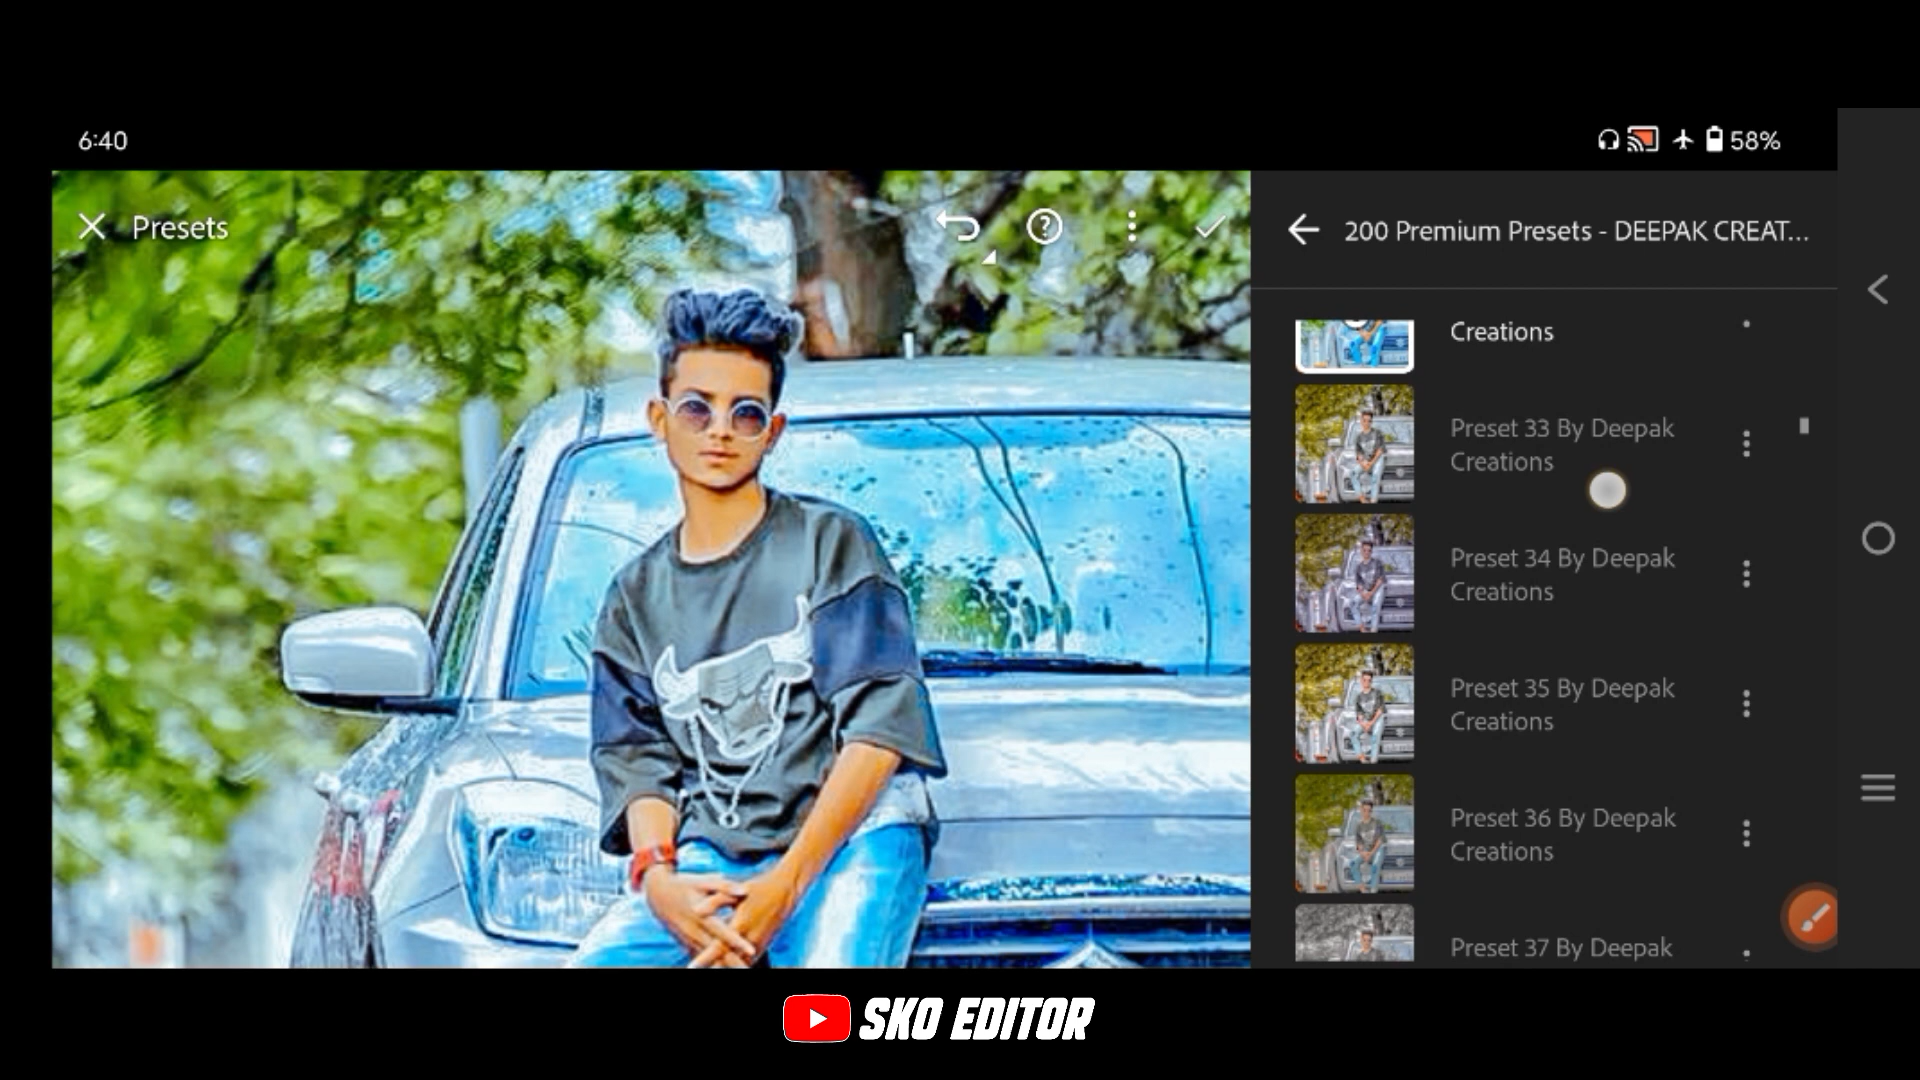 6:40
58%
Presets
200 Premium Presets - DEEPAK CREAT...
Creations
Preset 33 By Deepak
Creations
Preset 34 By Deepak
Creations
Preset 35 By Deepak
Creations
Preset 36 By Deepak
Creations
Preset 37 By Deepak
SKO EDITOR